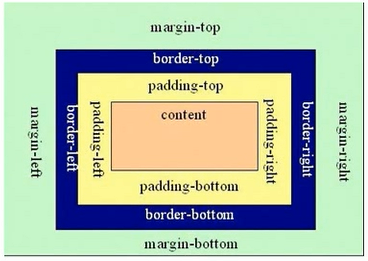 margin-top
border-top
padding-top
content
margin-left
border-left
padding-left
padding-right
border-right
margin-right
padding-bottom
border-bottom
margin-bottom